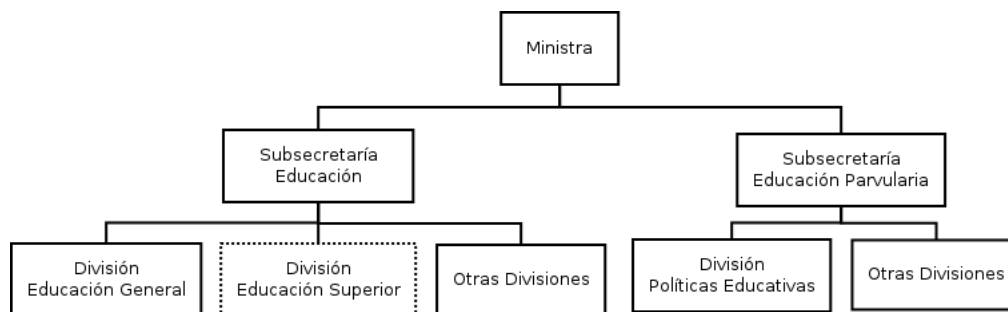 Ministra
Subsecretaría
Educación
Subsecretaría
Educación Parvularia
División
Educación General
División
Educación Superior
Otras Divisiones
División
Políticas Educativas
Otras Divisiones